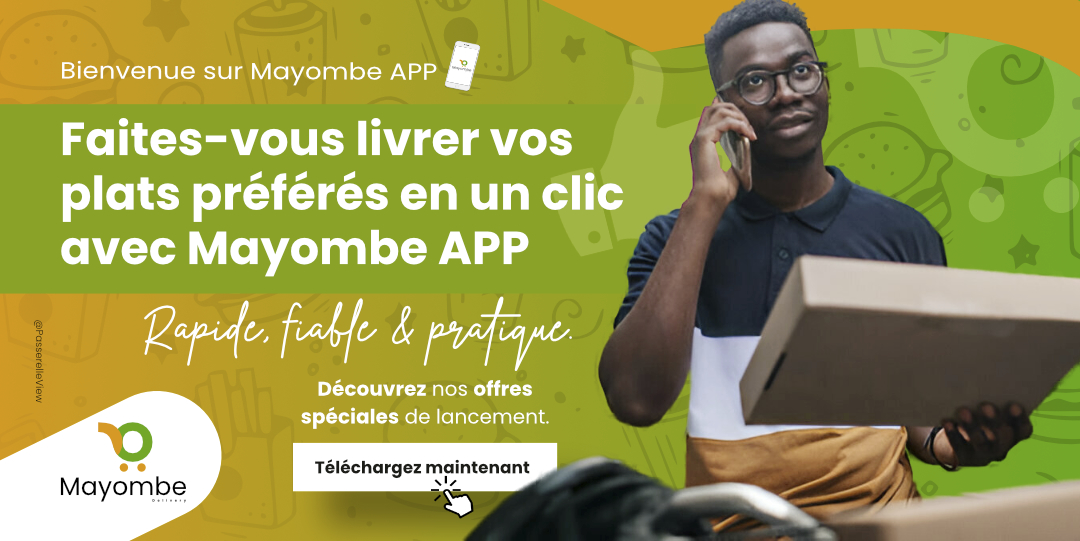 Bienvenue sur Mayombe APP
Faites-vous livrer vos
plats préférés en un clic
avec Mayombe APP
Rapide, fiable & pratique.
Découvrez nos offres
spéciales de lancement.
Téléchargez maintenant
@PasserelleView
Mayombe
Delivery